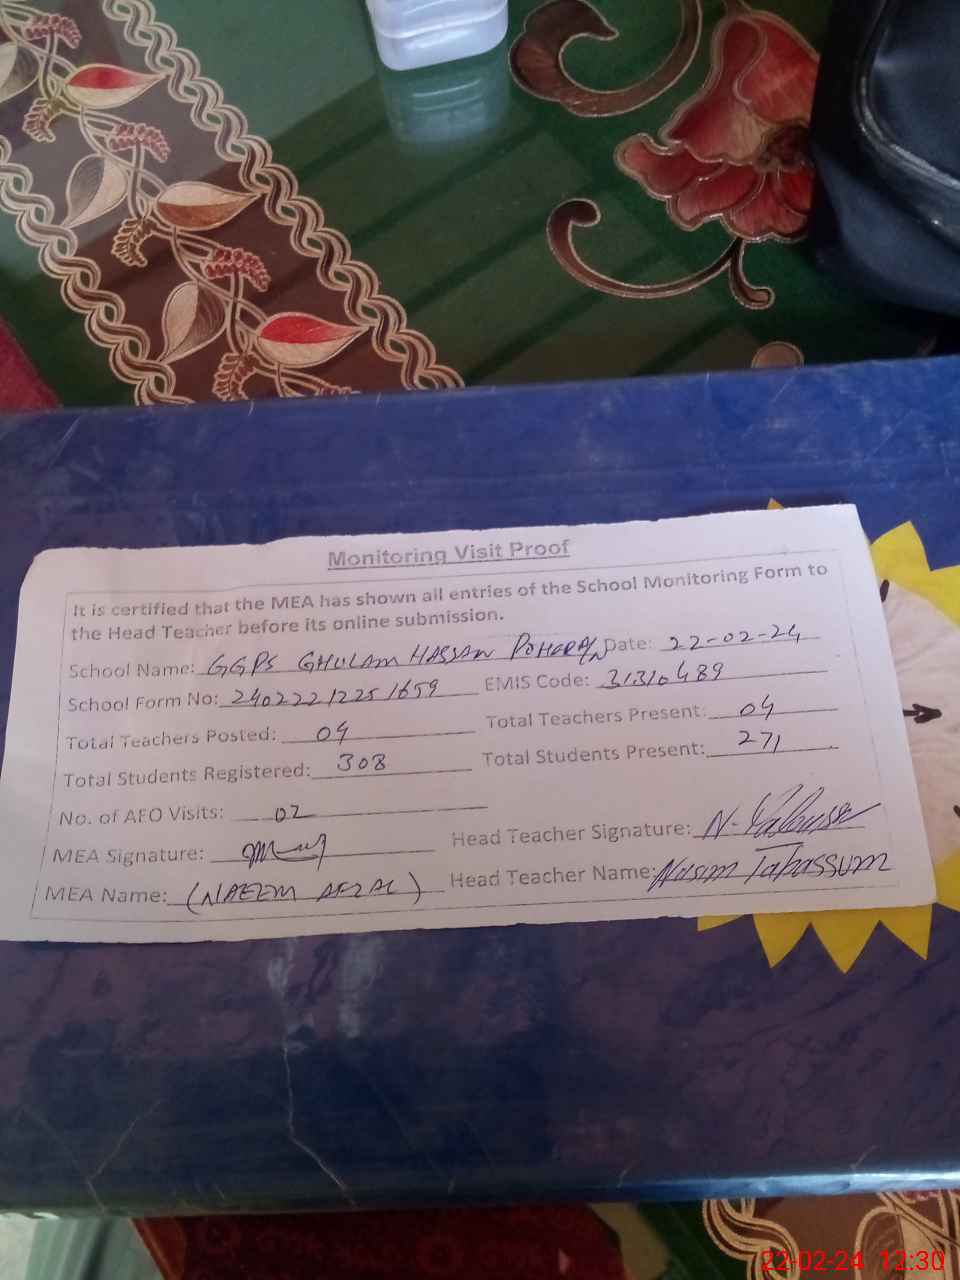 Monitoring Visit Proof
It is certified that the MEA has shown all entries of the School Monitoring Form to
the Head Teacher before its online submission.
School Name: GGPS GHULAM HASSAN Date: 22-02-24
School Form No: 24022212251659 EMIS Code: 31310489
Total Teachers Posted: 04 Total Teachers Present: 04
Total Students Registered: 308 Total Students Present: 271
No. of AFO Visits: 02
MEA Signature: Head Teacher Signature:
MEA Name: (NAEEM AFZAL) Head Teacher Name: Nasim Tabassum
22-02-24 12:30